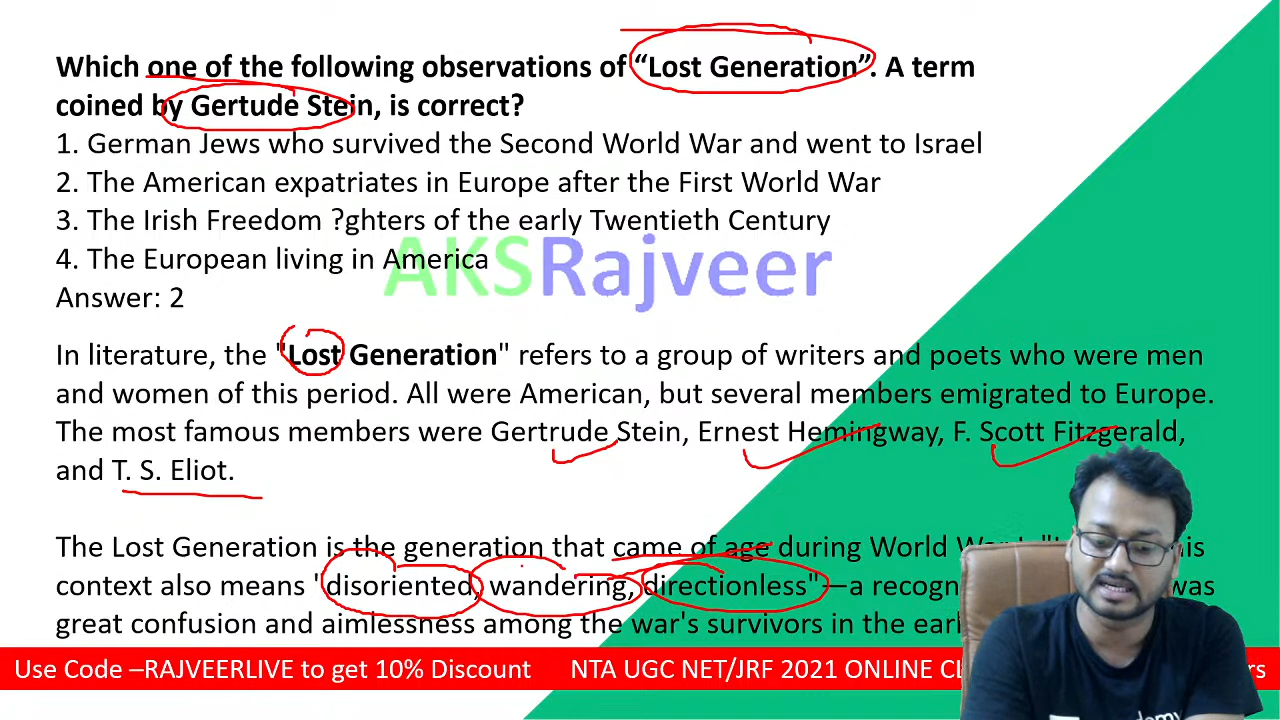 Which one of the following observations of “Lost Generation”. A term
coined by Gertude Stein, is correct?
1. German Jews who survived the Second World War and went to Israel
2. The American expatriates in Europe after the First World War
3. The Irish Freedom ?ghters of the early Twentieth Century
4. The European living in America
AKSRajveer
Answer: 2
In literature, the "Lost Generation" refers to a group of writers and poets who were men
and women of this period. All were American, but several members emigrated to Europe.
The most famous members were Gertrude Stein, Ernest Hemingway, F. Scott Fitzgerald,
and T. S. Eliot.
The Lost Generation is the generation that came of age during World
context also means 'disoriented, wandering, directionless"—a was
great confusion and aimlessness among the war's survivors in the
Use Code –RAJVEERLIVE to get 10% Discount NTA UGC NET/JRF 2021 ONLINE